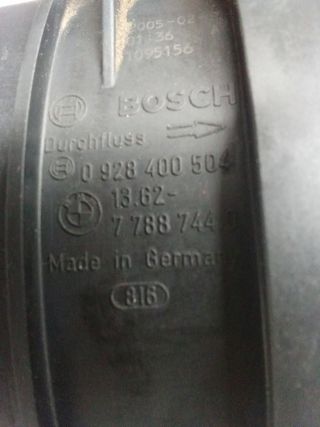 2005-02
01:36
1095156
BOSCH
Durchfluss
0 928 400 504
13.62-
7 788 744
Made in Germany
816